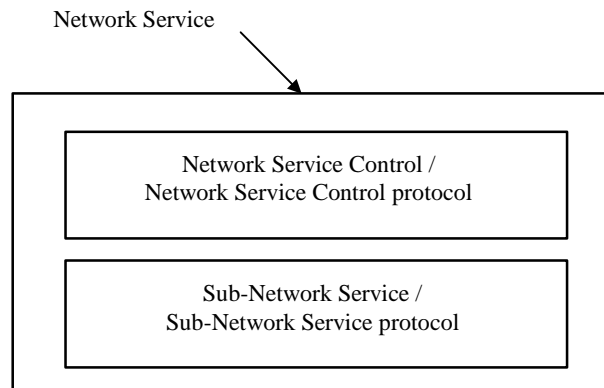 Network Service
Network Service Control /
Network Service Control protocol
Sub-Network Service /
Sub-Network Service protocol